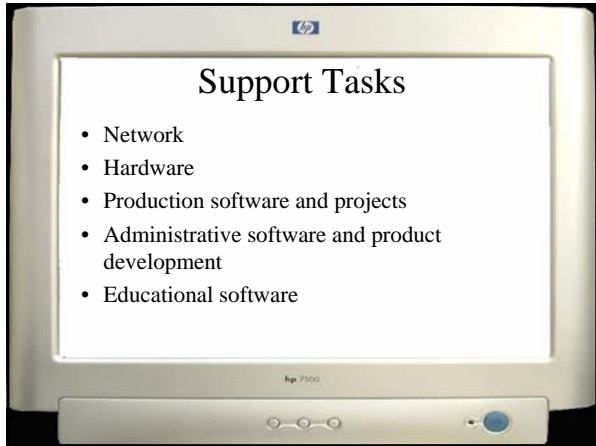 hp
Support Tasks
• Network
• Hardware
• Production software and projects
• Administrative software and product
development
• Educational software
hp 7500